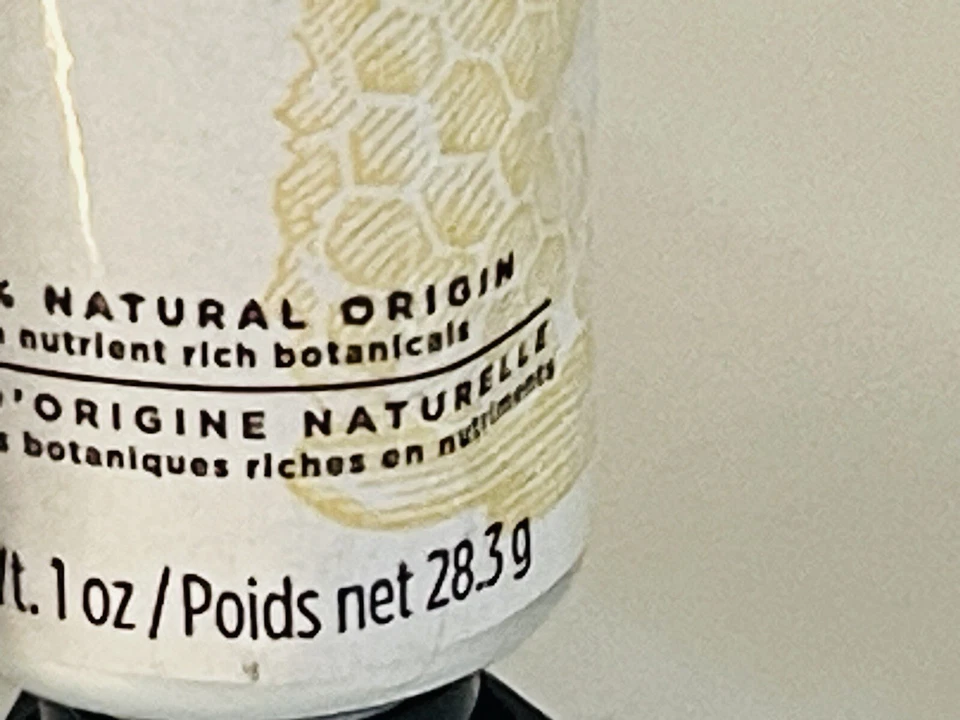 % NATURAL ORIGIN
nutrient rich botanicals
D'ORIGINE NATURELLE
botaniques riches en nutriments
t. 1 oz / Poids net 28.3 g